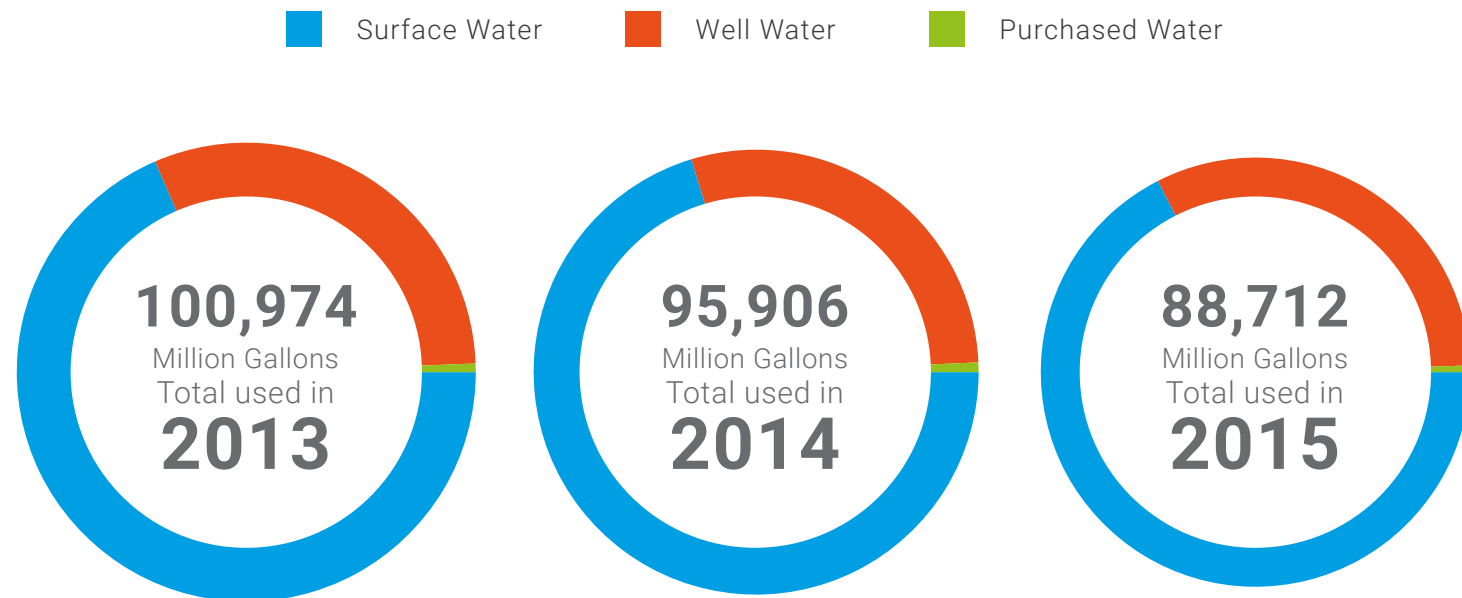 Surface Water
Well Water
Purchased Water
100,974
Million Gallons
Total used in
2013
95,906
Million Gallons
Total used in
2014
88,712
Million Gallons
Total used in
2015